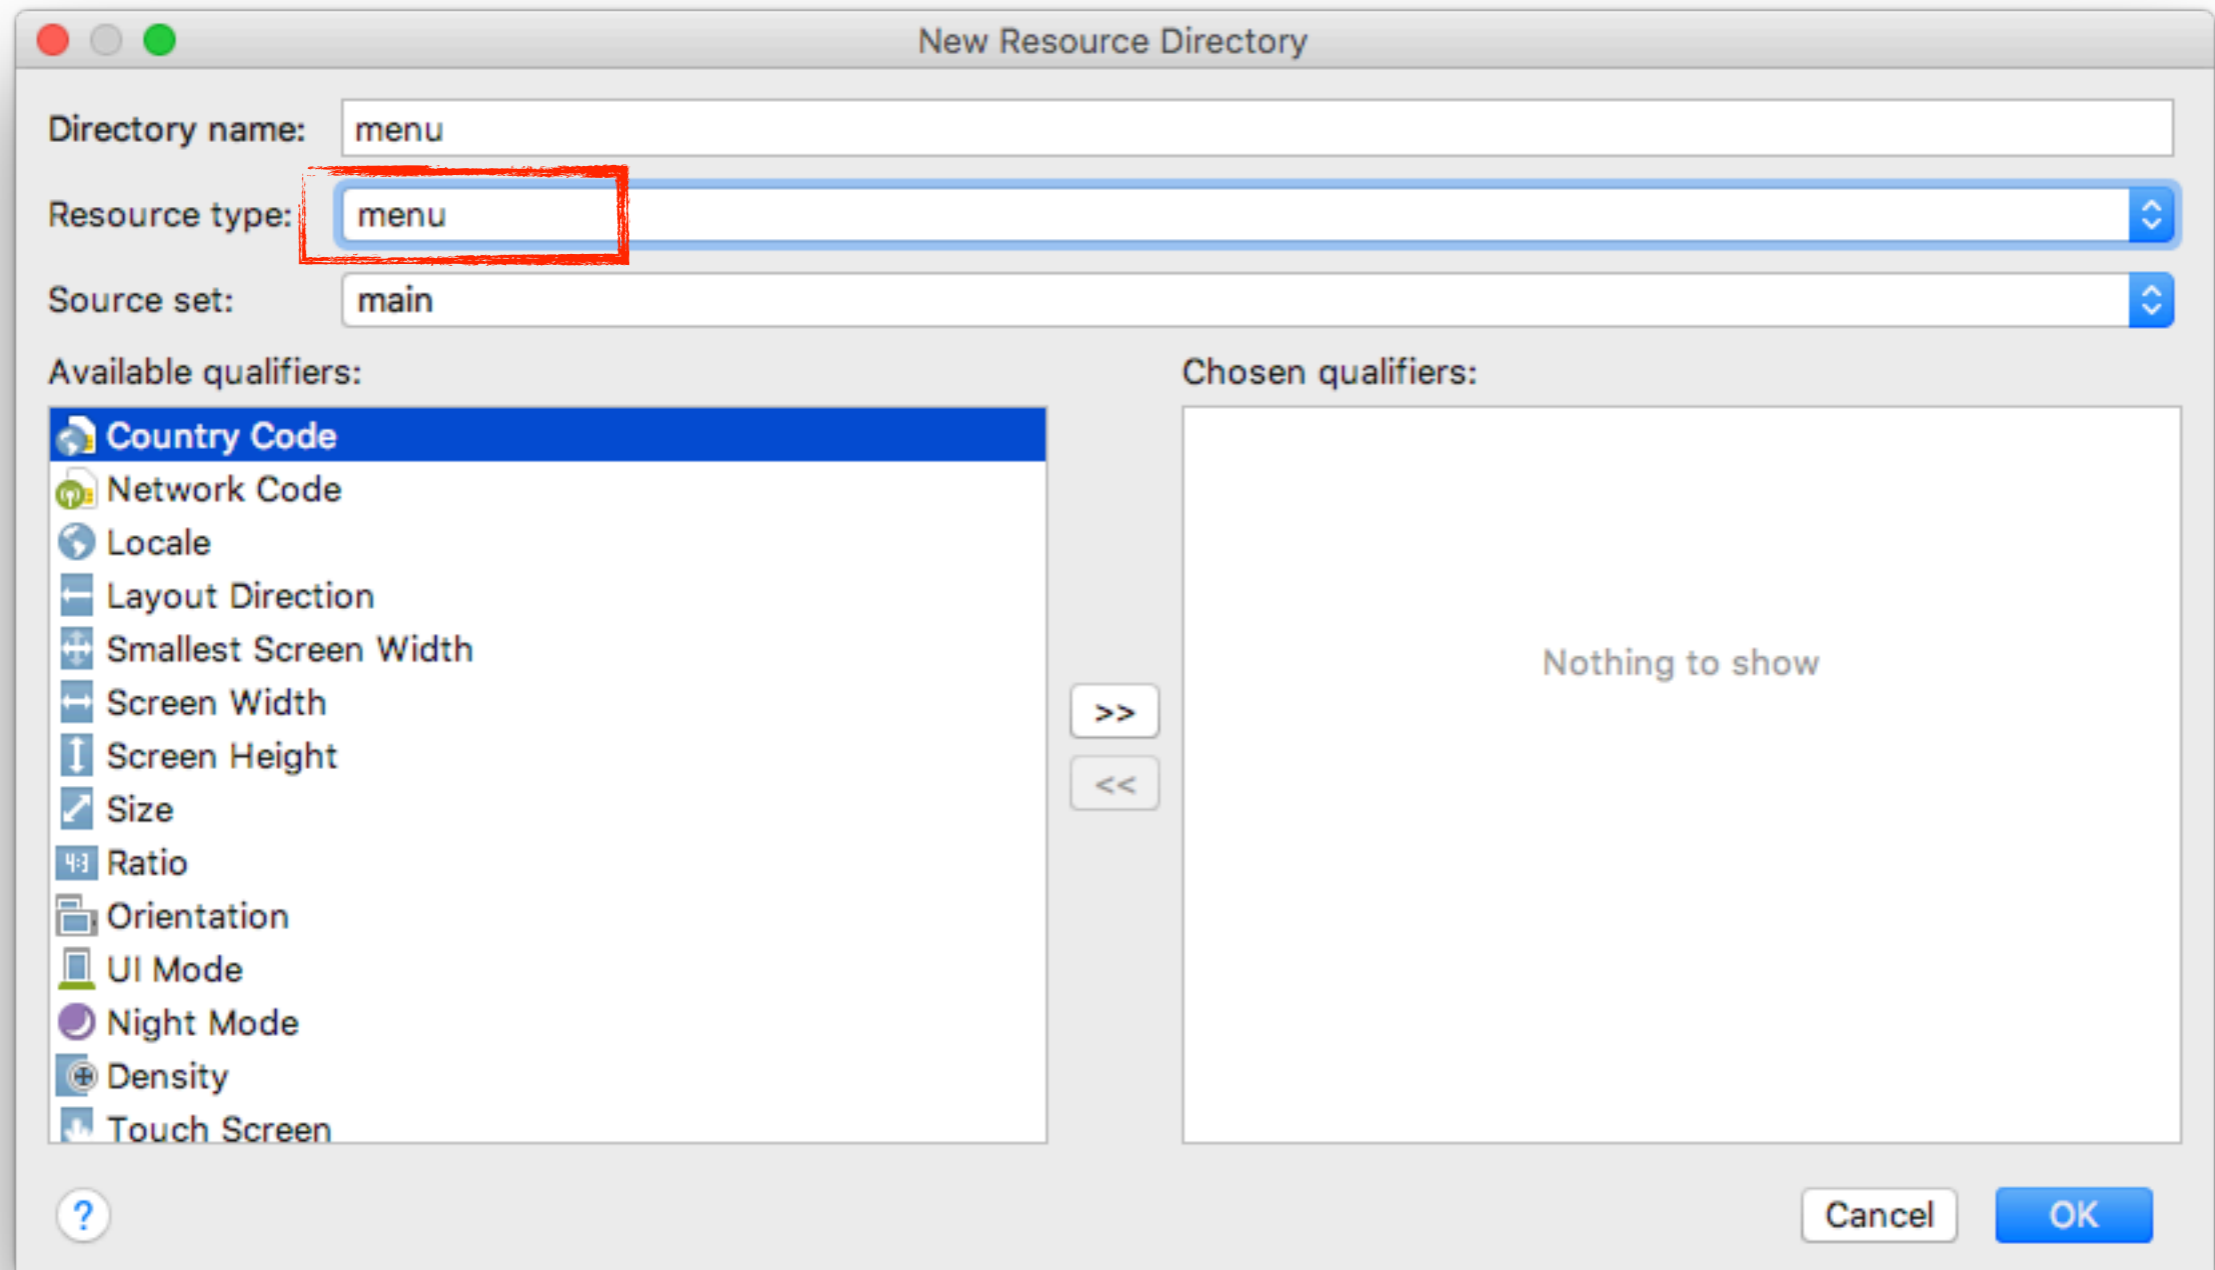 New Resource Directory
Directory name: menu
Resource type: menu
Source set: main
Available qualifiers:
Country Code
Network Code
Locale
Layout Direction
Smallest Screen Width
Screen Width
Screen Height
Size
4:3 Ratio
Orientation
UI Mode
Night Mode
Density
Touch Screen
>>
<<
Chosen qualifiers:
Nothing to show
?
Cancel
OK